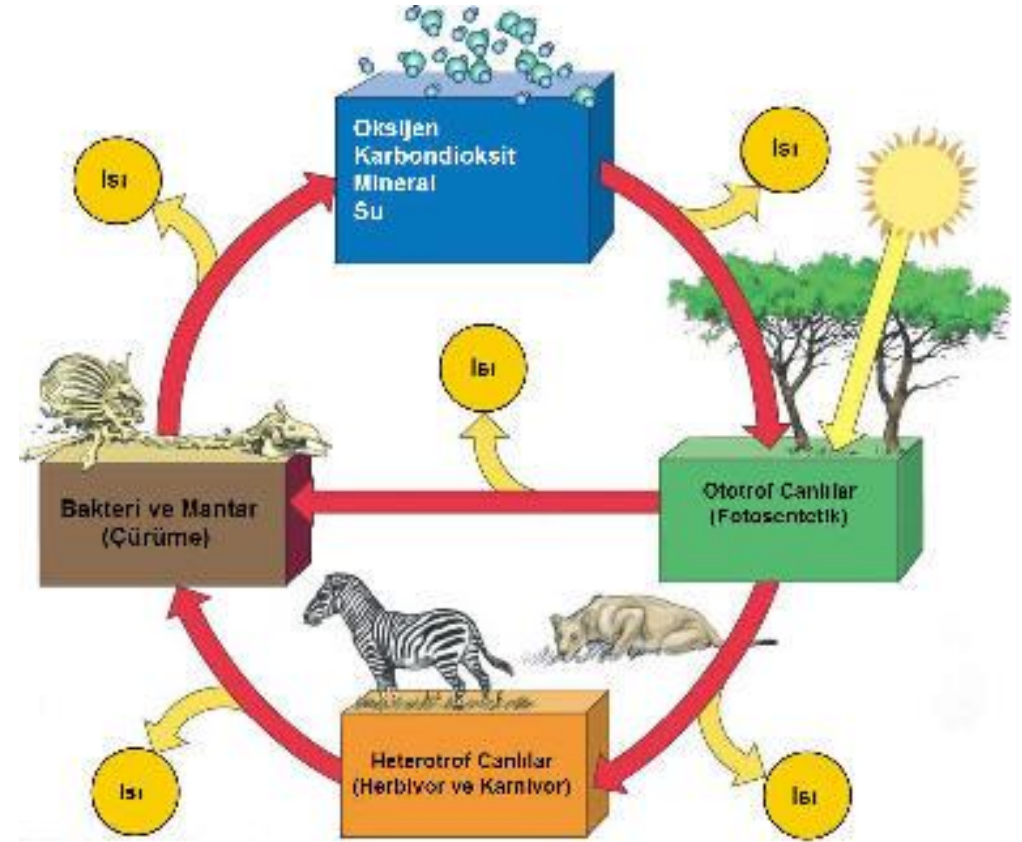 Oksijen
Karbondioksit
Mineral
Su
Isı
Isı
Isı
Bakteri ve Mantar
(Çürüme)
Ototrof Canlılar
(Fotosentetik)
Heterotrof Canlılar
(Herbivor ve Karnivor)
Isı
Isı